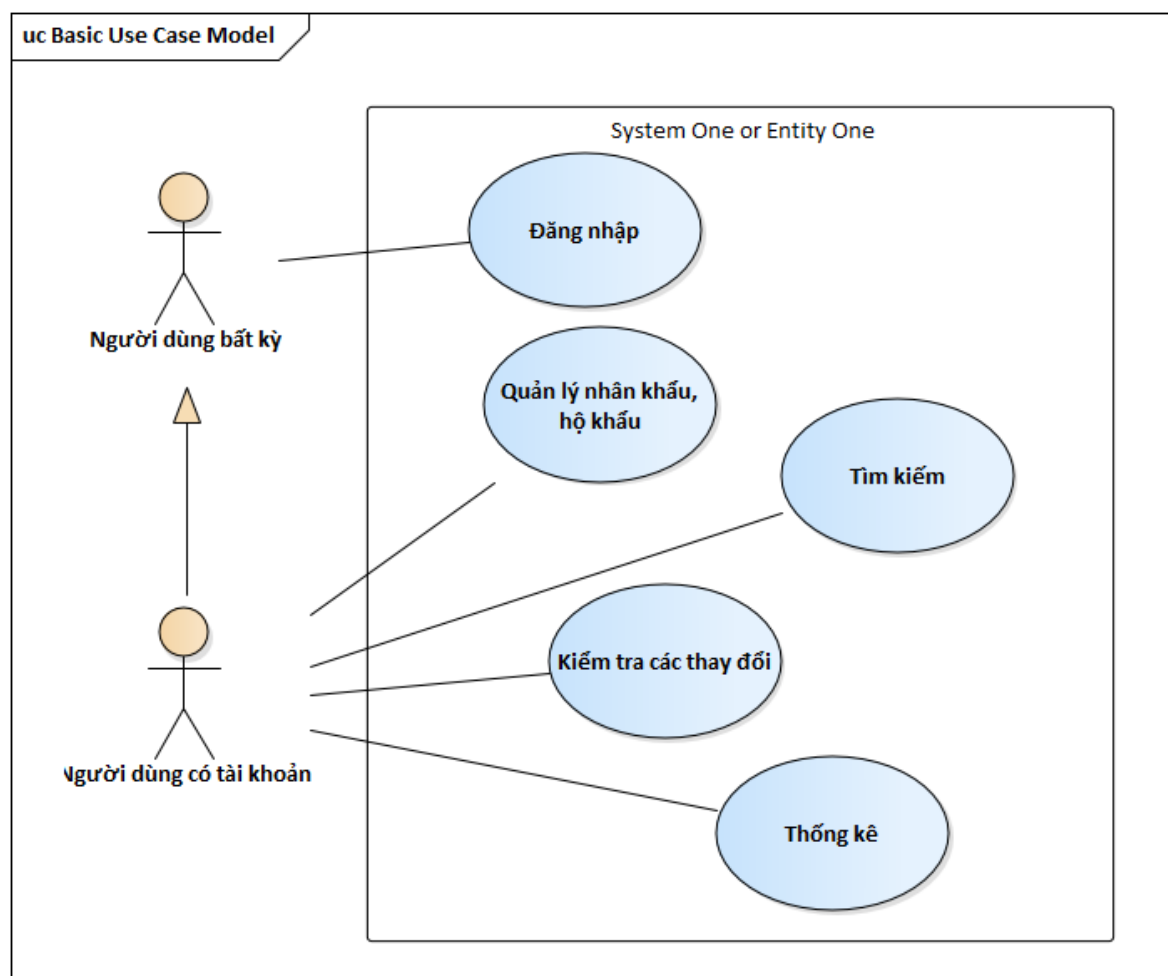 uc Basic Use Case Model
System One or Entity One
Đăng nhập
Người dùng bất kỳ
Quản lý nhân khẩu,
hộ khẩu
Tìm kiếm
Kiểm tra các thay đổi
Người dùng có tài khoản
Thống kê